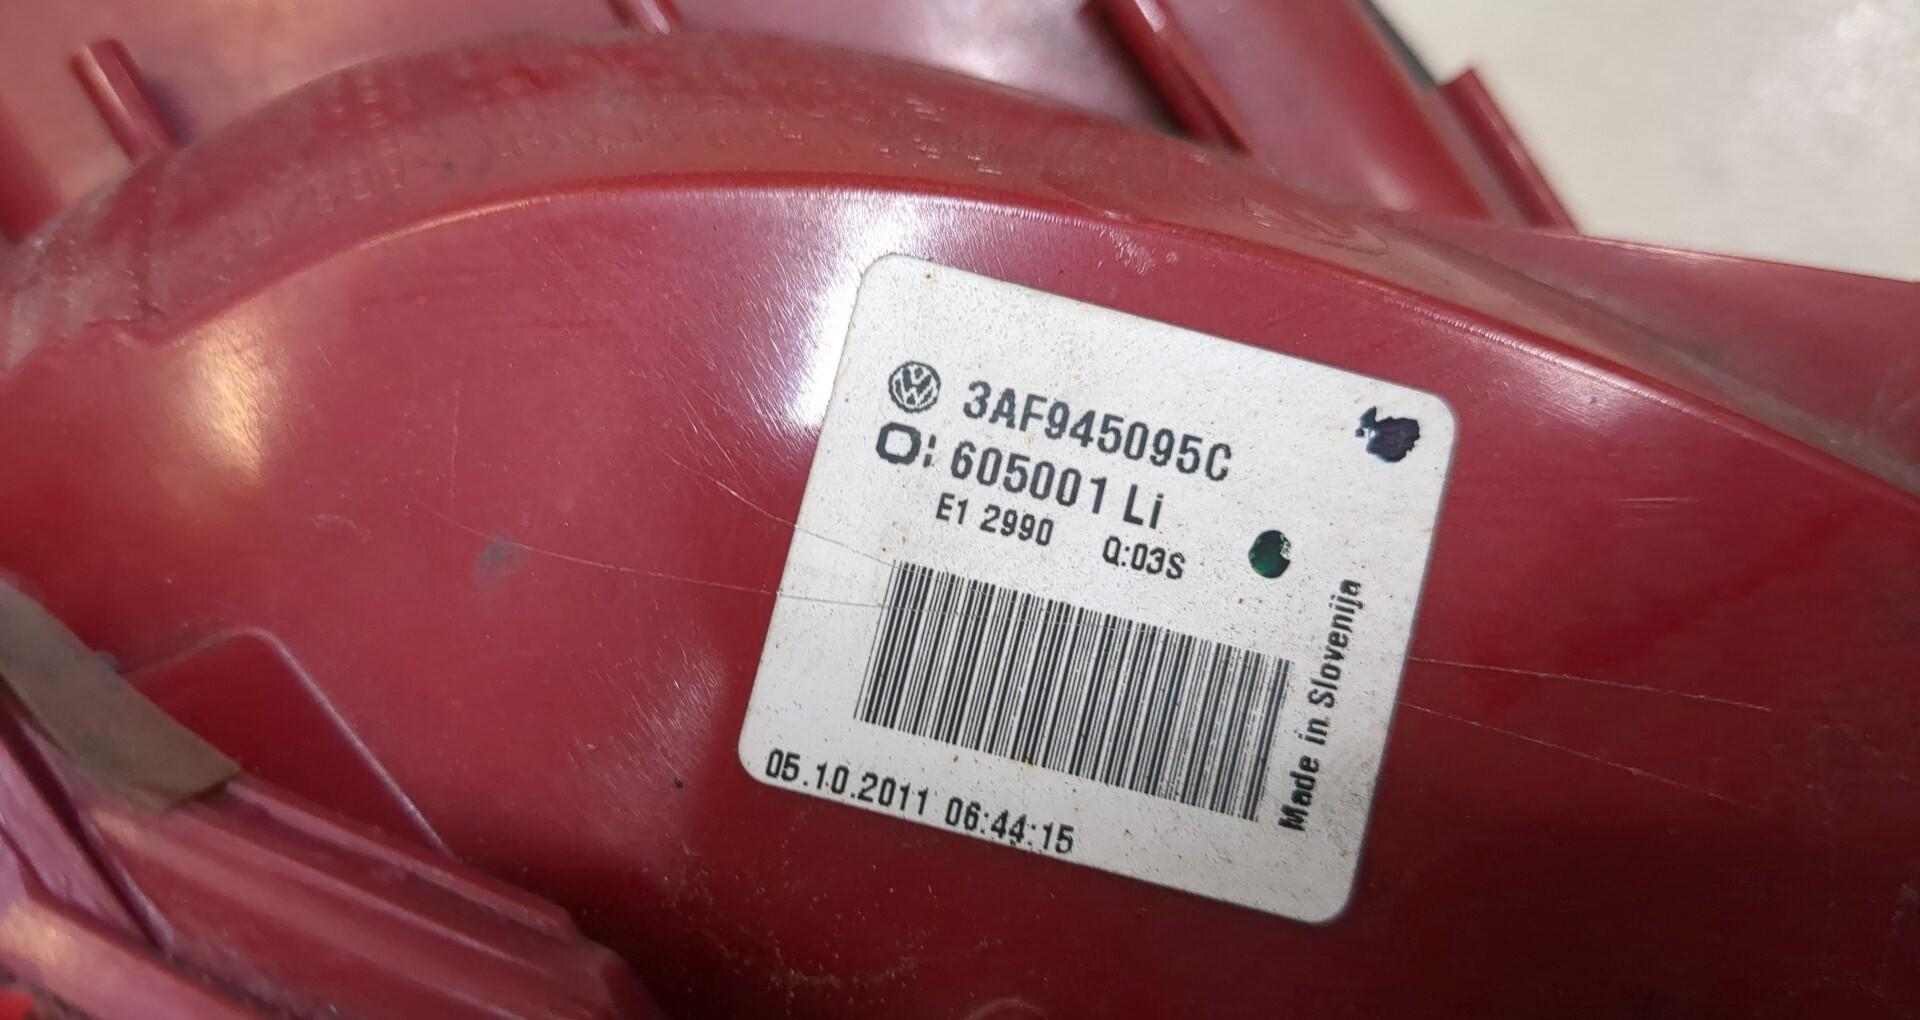 3AF945095C
O: 605001 Li
E1 2990 Q:03S
Made in Slovenija
05.10.2011 06:44:15